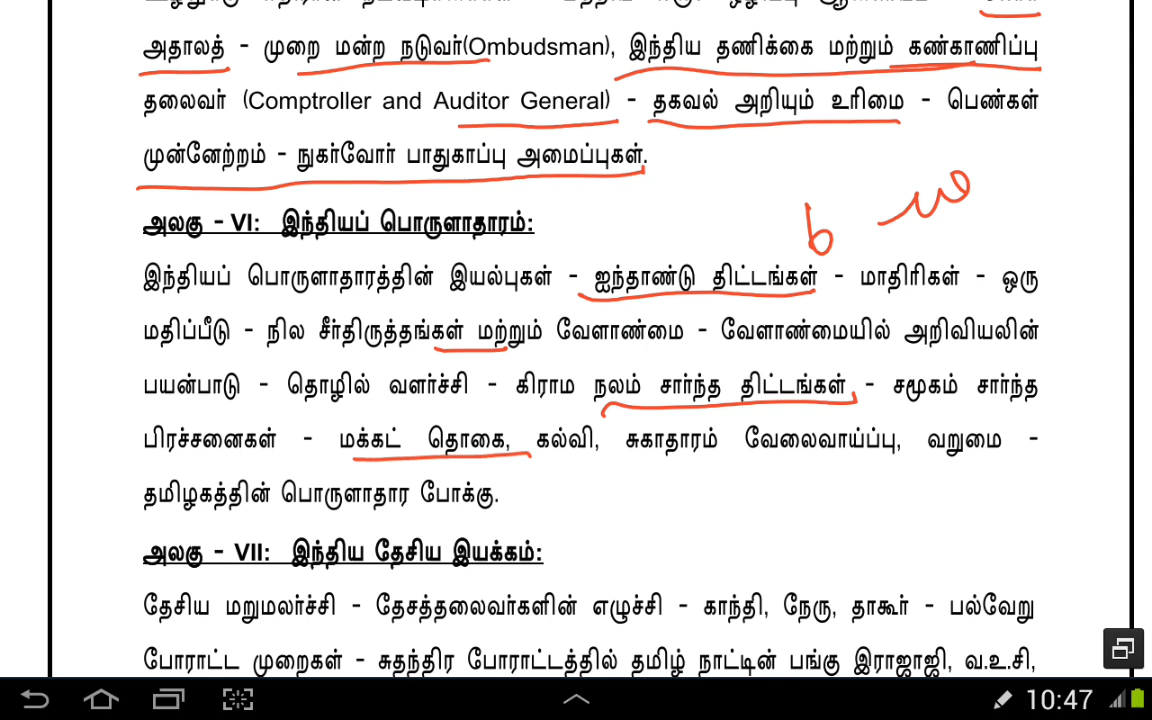 அதாலத் - முறை மன்ற நடுவர்(Ombudsman), இந்திய தணிக்கை மற்றும் கண்காணிப்பு
தலைவர் (Comptroller and Auditor General) - தகவல் அறியும் உரிமை - பெண்கள்
முன்னேற்றம் - நுகர்வோர் பாதுகாப்பு அமைப்புகள்.
அலகு - VI: இந்தியப் பொருளாதாரம்:
இந்தியப் பொருளாதாரத்தின் இயல்புகள் - ஐந்தாண்டு திட்டங்கள் - மாதிரிகள் - ஒரு
மதிப்பீடு - நில சீர்திருத்தங்கள் மற்றும் வேளாண்மை - வேளாண்மையில் அறிவியலின்
பயன்பாடு - தொழில் வளர்ச்சி - கிராம நலம் சார்ந்த திட்டங்கள் - சமூகம் சார்ந்த
பிரச்சனைகள் - மக்கட் தொகை, கல்வி, சுகாதாரம் வேலைவாய்ப்பு, வறுமை -
தமிழகத்தின் பொருளாதார போக்கு.
அலகு - VII: இந்திய தேசிய இயக்கம்:
தேசிய மறுமலர்ச்சி - தேசத்தலைவர்களின் எழுச்சி - காந்தி, நேரு, தாகூர் - பல்வேறு
போராட்ட முறைகள் - சுதந்திர போராட்டத்தில் தமிழ் நாட்டின் பங்கு இராஜாஜி, வ.உ.சி,
10:47